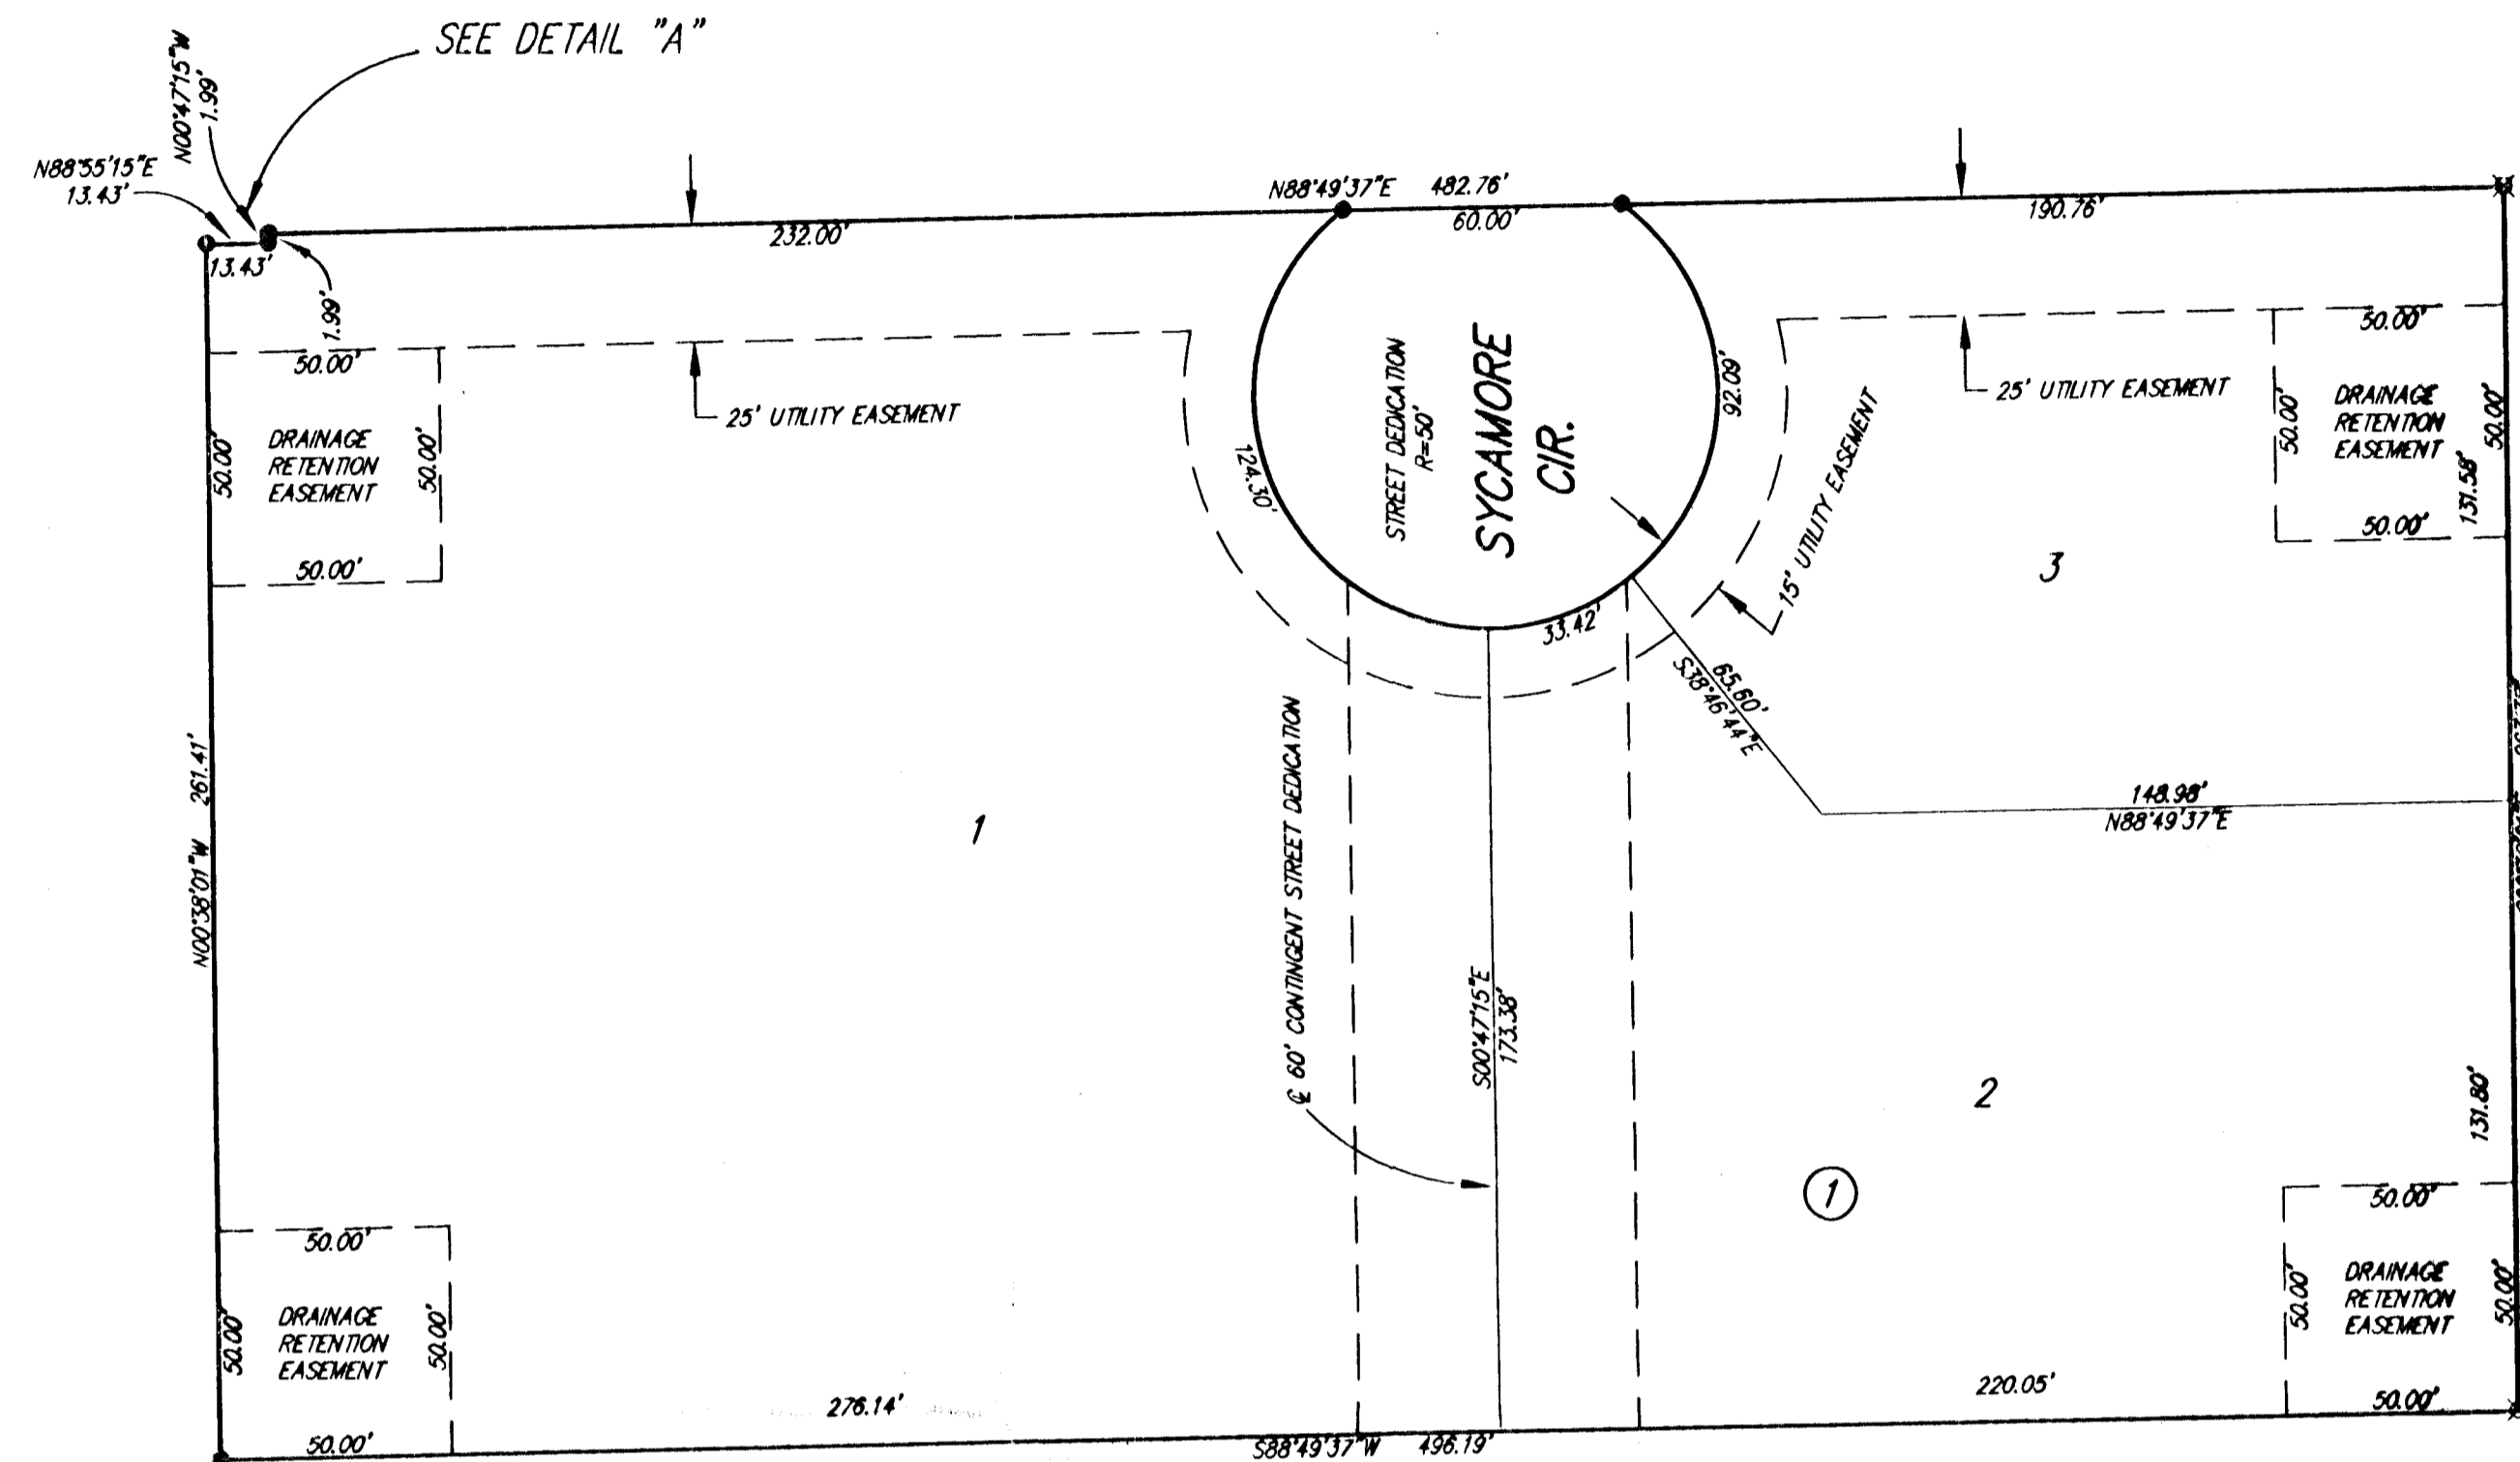 SEE DETAIL "A"
N00°47'15"W
1.99'
N88°55'15"E
13.43'
N88°49'37"E 482.76'
232.00'
60.00'
190.76'
13.43'
1.99'
50.00'
50.00'
50.00'
DRAINAGE
RETENTION
EASEMENT
50.00'
25' UTILITY EASEMENT
124.30'
STREET DEDICATION
R=50'
SYCAMORE
CIR.
92.09'
15' UTILITY EASEMENT
25' UTILITY EASEMENT
50.00'
50.00'
DRAINAGE
RETENTION
EASEMENT
50.00'
131.58'
50.00'
3
33.42'
65.60'
S38°46'44"E
148.98'
N88°49'37"E
N00°38'01"W 261.41'
1
℄ 60' CONTINGENT STREET DEDICATION
S00°47'15"E
173.38'
2
131.80'
1
50.00'
50.00'
DRAINAGE
RETENTION
EASEMENT
50.00'
50.00'
276.14'
S88°49'37"W 496.19'
220.05'
50.00'
50.00'
DRAINAGE
RETENTION
EASEMENT
50.00'
50.00'